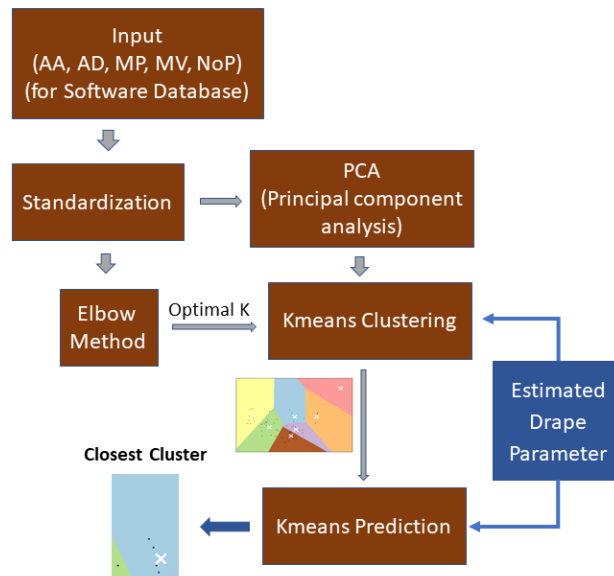 Input
(AA, AD, MP, MV, NoP)
(for Software Database)
Standardization
PCA
(Principal component
analysis)
Elbow
Method
Optimal K
Kmeans Clustering
Estimated
Drape
Parameter
Closest Cluster
Kmeans Prediction